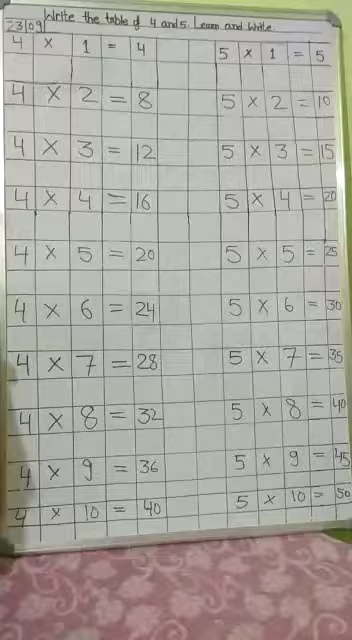 Write the table of 4 and 5. Learn and Write.
23/09
4 × 1 = 4 5 × 1 = 5
4 × 2 = 8 5 × 2 = 10
4 × 3 = 12 5 × 3 = 15
4 × 4 = 16 5 × 4 = 20
4 × 5 = 20 5 × 5 = 25
4 × 6 = 24 5 × 6 = 30
4 × 7 = 28 5 × 7 = 35
4 × 8 = 32 5 × 8 = 40
4 × 9 = 36 5 × 9 = 45
4 × 10 = 40 5 × 10 = 50